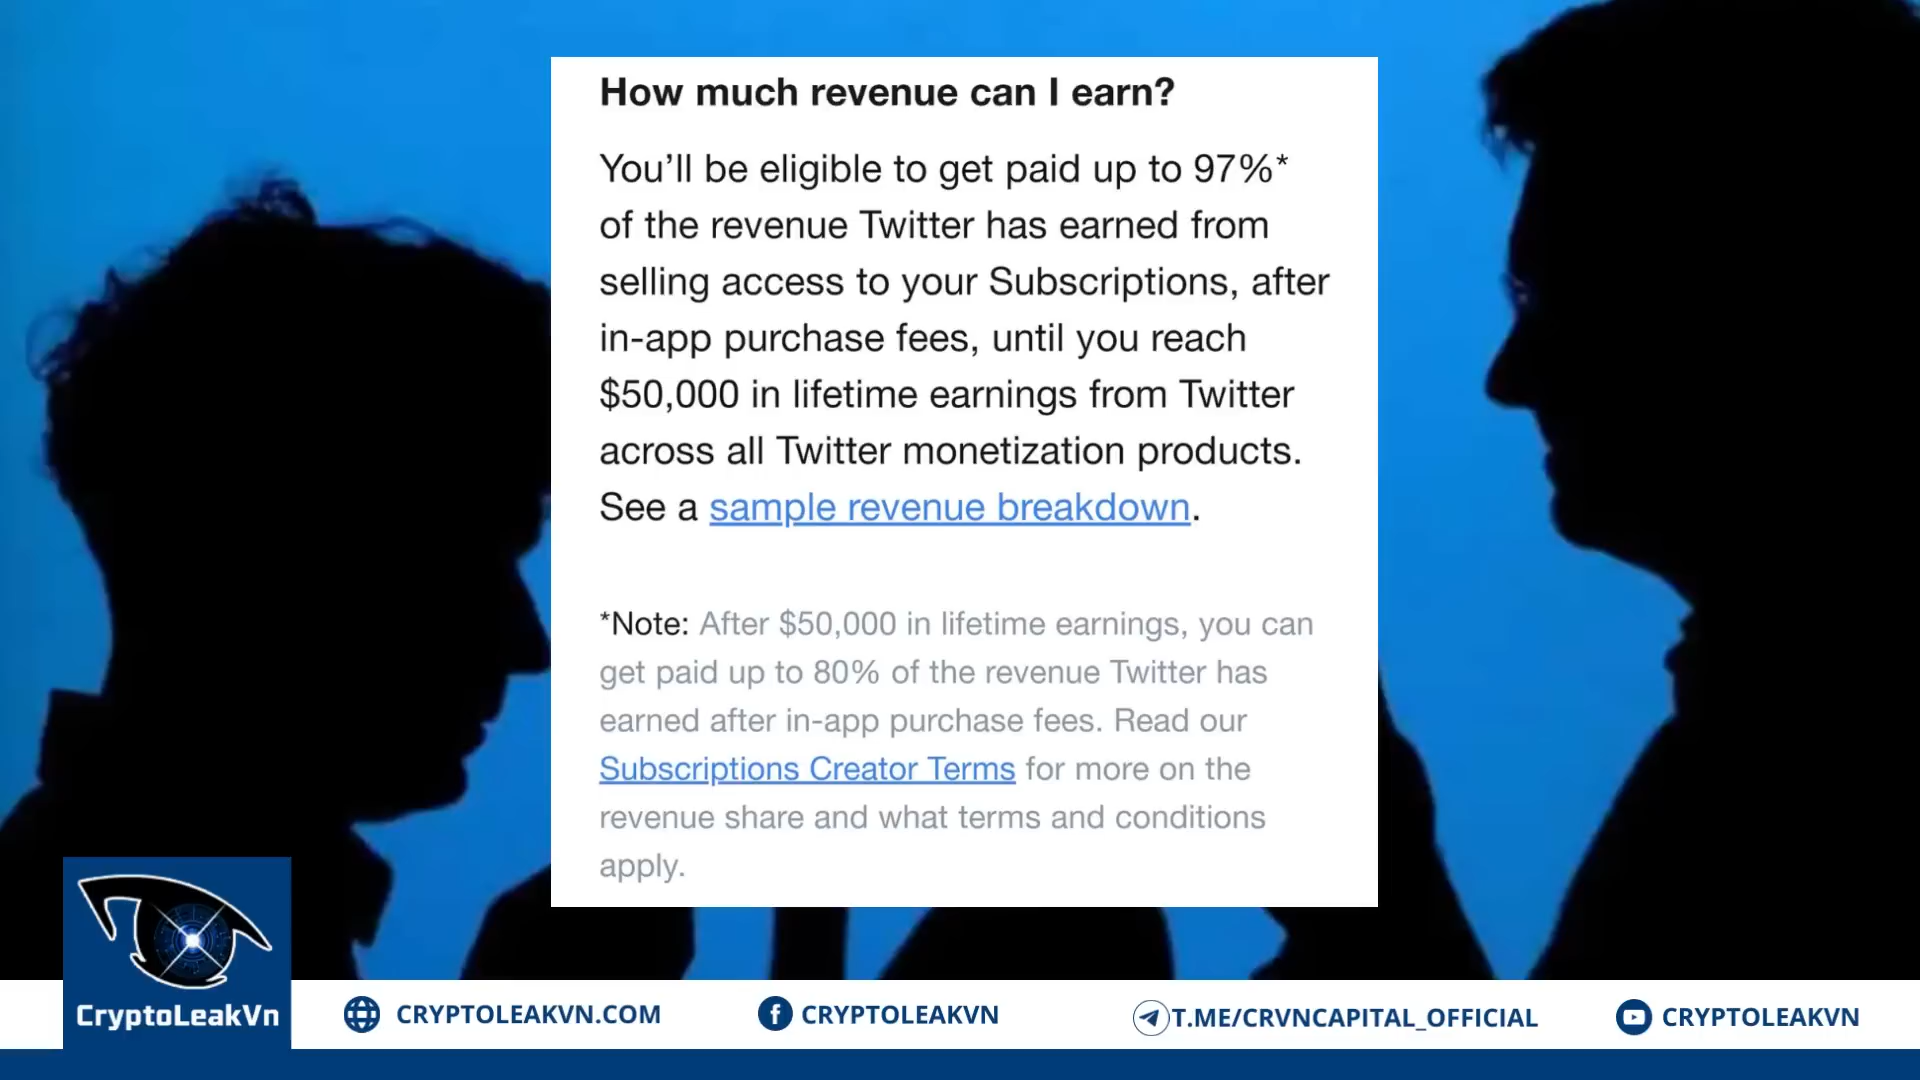 How much revenue can I earn?
You’ll be eligible to get paid up to 97%*
of the revenue Twitter has earned from
selling access to your Subscriptions, after
in-app purchase fees, until you reach
$50,000 in lifetime earnings from Twitter
across all Twitter monetization products.
See a sample revenue breakdown.
*Note: After $50,000 in lifetime earnings, you can
get paid up to 80% of the revenue Twitter has
earned after in-app purchase fees. Read our
Subscriptions Creator Terms for more on the
revenue share and what terms and conditions
apply.
CryptoLeakVn
CRYPTOLEAKVN.COM
CRYPTOLEAKVN
T.ME/CRVNCAPITAL_OFFICIAL
CRYPTOLEAKVN